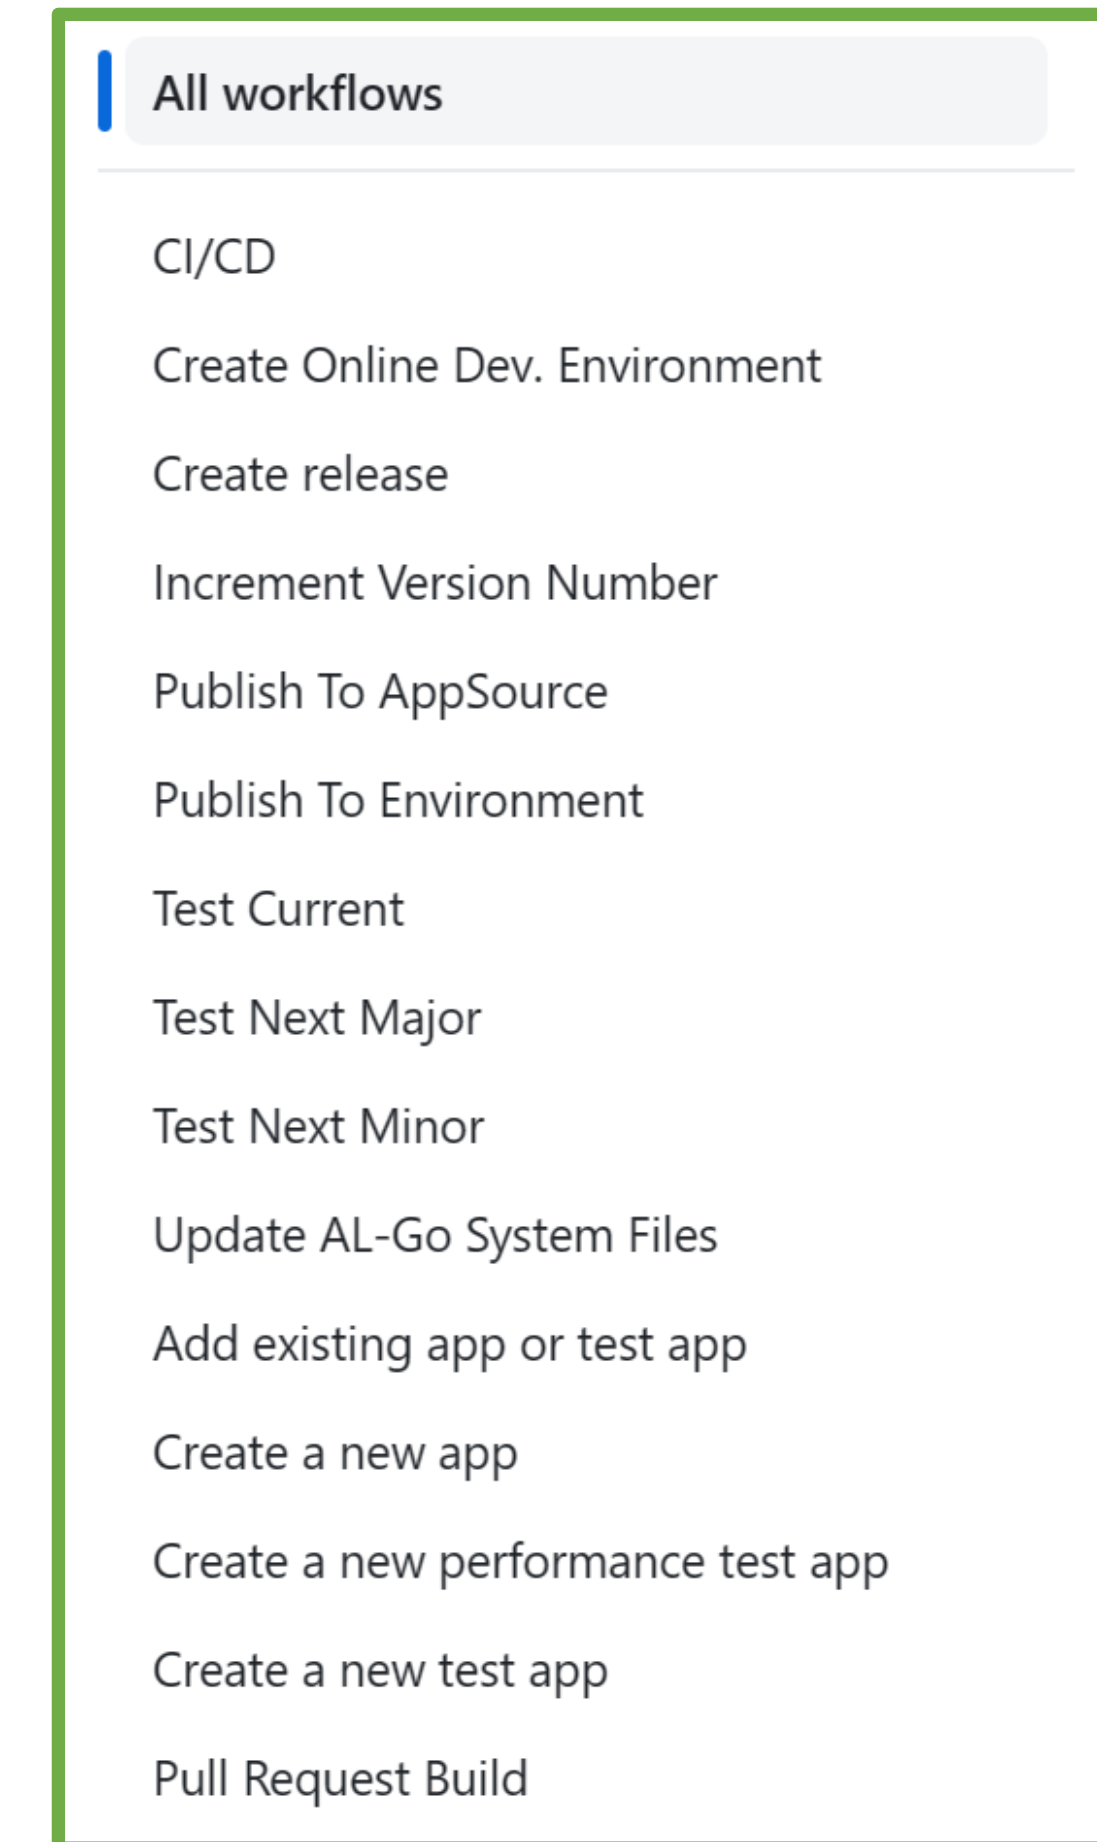 All workflows
CI/CD
Create Online Dev. Environment
Create release
Increment Version Number
Publish To AppSource
Publish To Environment
Test Current
Test Next Major
Test Next Minor
Update AL-Go System Files
Add existing app or test app
Create a new app
Create a new performance test app
Create a new test app
Pull Request Build